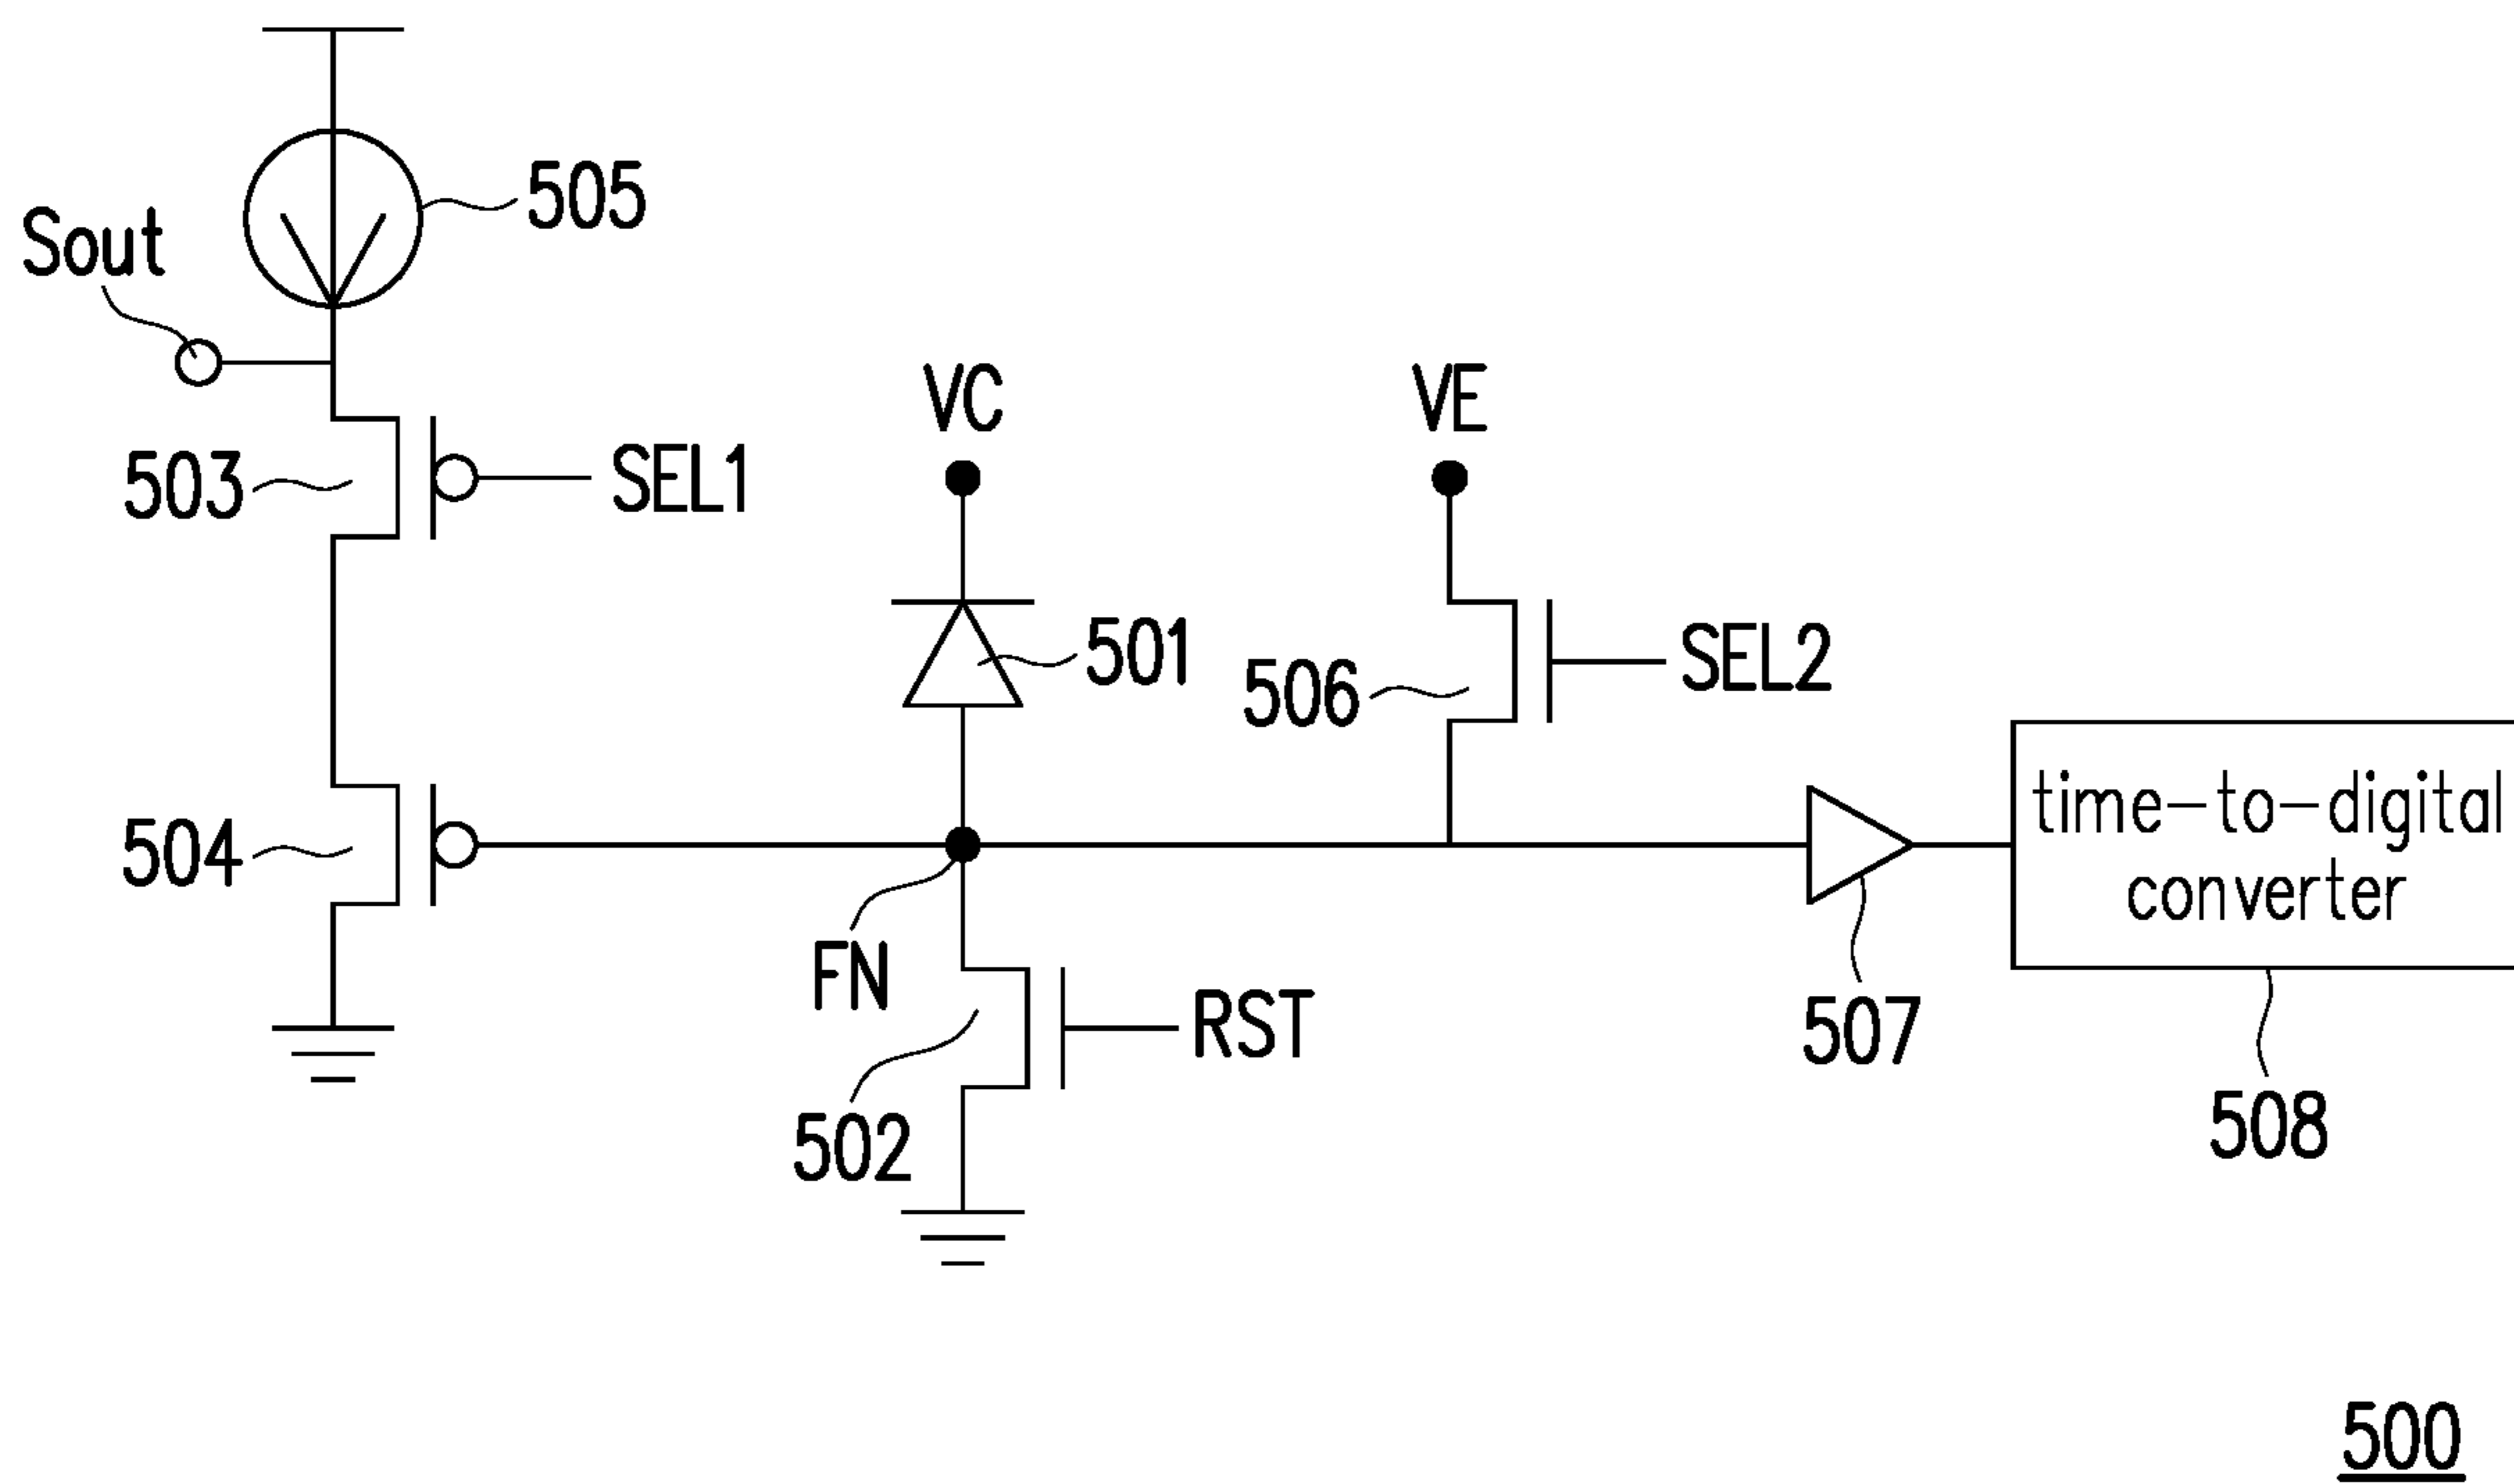 505
Sout
VC
VE
503
SEL1
501
506
SEL2
time-to-digital
converter
504
FN
RST
507
502
508
500